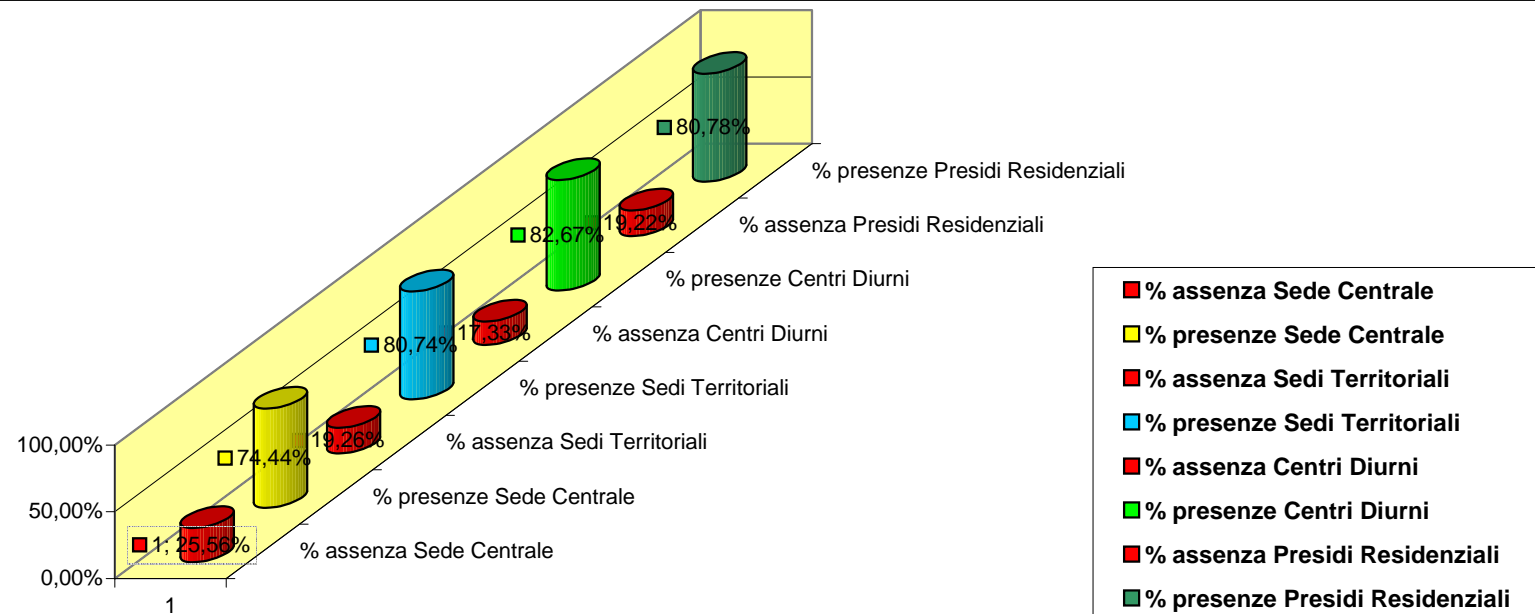 80,78%
% presenze Presidi Residenziali
19,22%
% assenza Presidi Residenziali
82,67%
% presenze Centri Diurni
17,33%
% assenza Centri Diurni
80,74%
% presenze Sedi Territoriali
19,26%
% assenza Sedi Territoriali
74,44%
% presenze Sede Centrale
1; 25,56%
% assenza Sede Centrale
100,00%
50,00%
0,00%
1
% assenza Sede Centrale
% presenze Sede Centrale
% assenza Sedi Territoriali
% presenze Sedi Territoriali
% assenza Centri Diurni
% presenze Centri Diurni
% assenza Presidi Residenziali
% presenze Presidi Residenziali